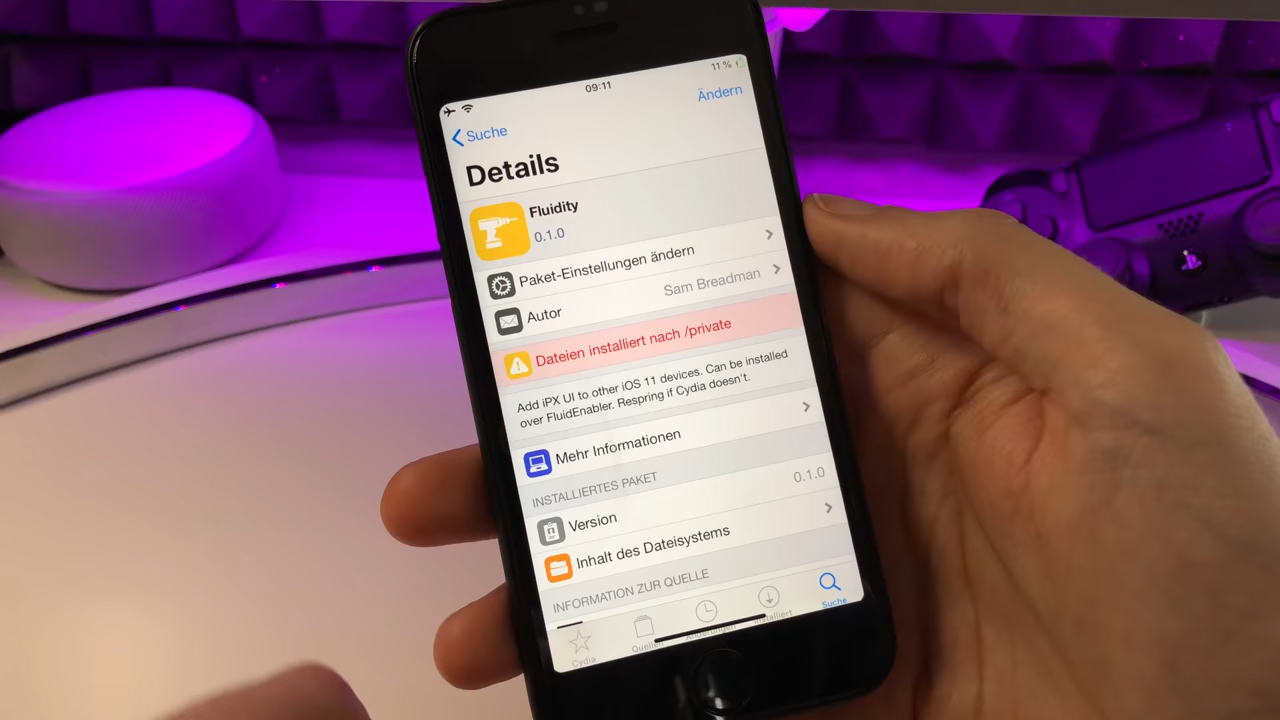 09:11
11 %
Suche
Ändern
Details
Fluidity
0.1.0
Paket-Einstellungen ändern
Autor
Sam Breadman
Dateien installiert nach /private
Add iPX UI to other iOS 11 devices. Can be installed
over FluidEnabler. Respring if Cydia doesn't.
Mehr Informationen
INSTALLIERTES PAKET
Version
0.1.0
Inhalt des Dateisystems
INFORMATION ZUR QUELLE
Cydia
Quellen
Änderungen
Installiert
Suche